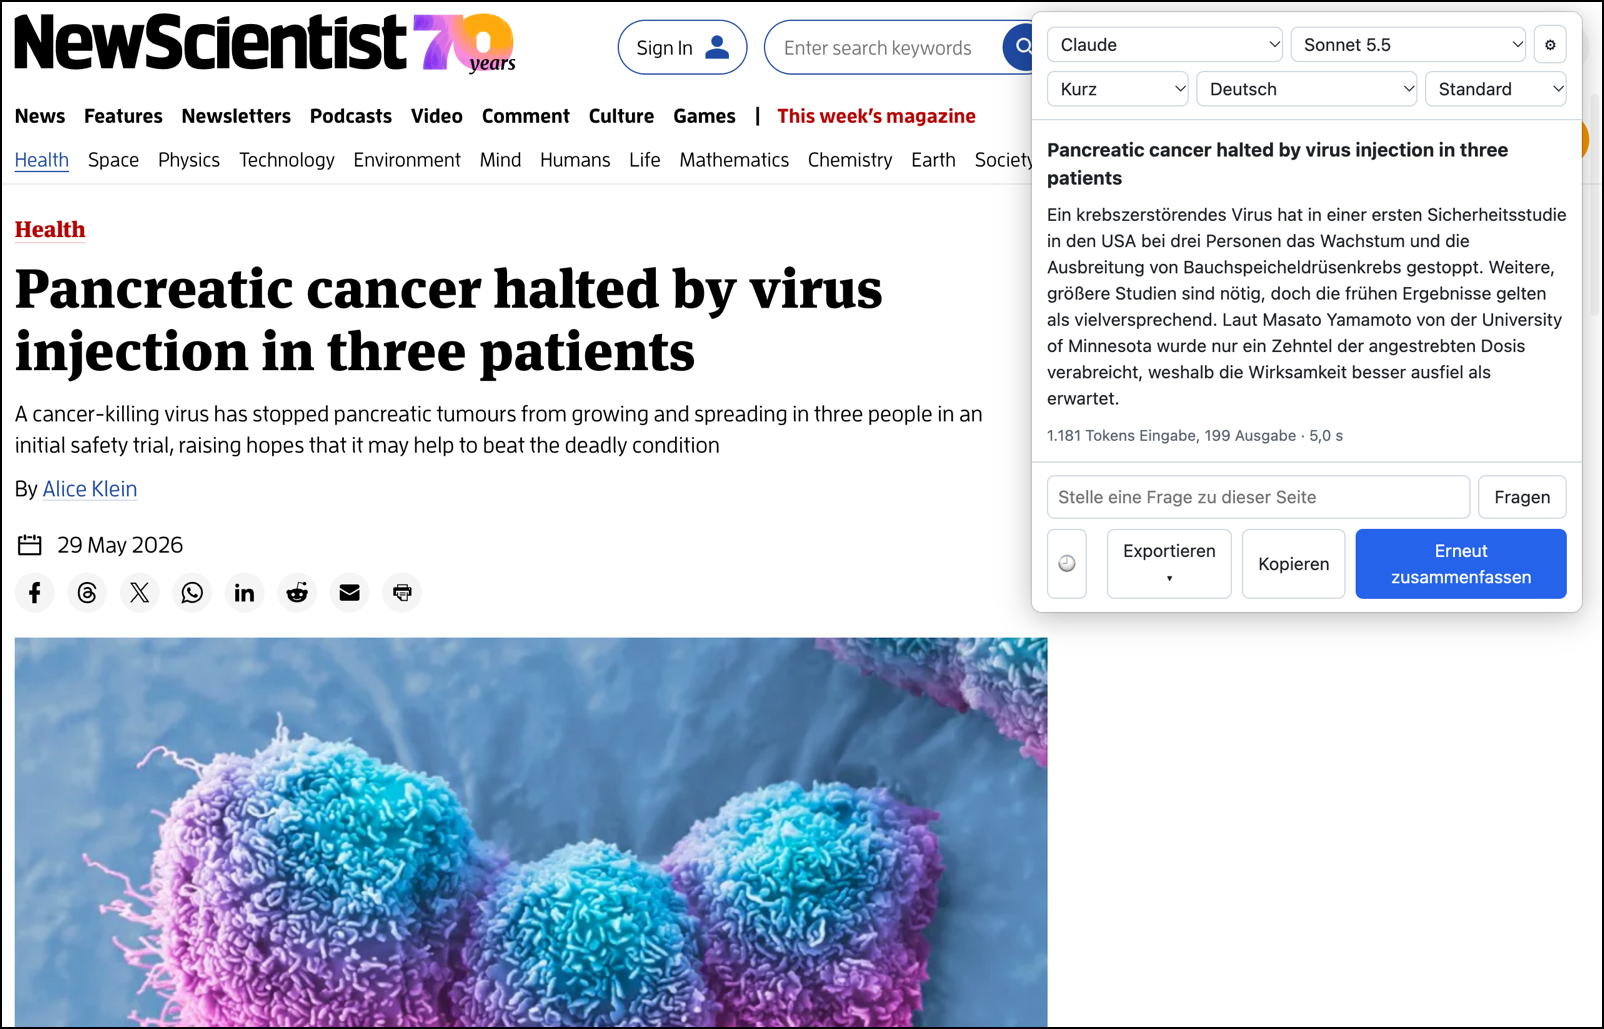 NewScientist 70 years
Sign In
Enter search keywords
News Features Newsletters Podcasts Video Comment Culture Games | This week’s magazine
Health Space Physics Technology Environment Mind Humans Life Mathematics Chemistry Earth Society
Health
Pancreatic cancer halted by virus
injection in three patients
A cancer-killing virus has stopped pancreatic tumours from growing and spreading in three people in an
initial safety trial, raising hopes that it may help to beat the deadly condition
By Alice Klein
29 May 2026
Claude
Sonnet 5.5
Kurz
Deutsch
Standard
Pancreatic cancer halted by virus injection in three
patients
Ein krebszerstörendes Virus hat in einer ersten Sicherheitsstudie
in den USA bei drei Personen das Wachstum und die
Ausbreitung von Bauchspeicheldrüsenkrebs gestoppt. Weitere,
größere Studien sind nötig, doch die frühen Ergebnisse gelten
als vielversprechend. Laut Masato Yamamoto von der University
of Minnesota wurde nur ein Zehntel der angestrebten Dosis
verabreicht, weshalb die Wirksamkeit besser ausfiel als
erwartet.
1.181 Tokens Eingabe, 199 Ausgabe · 5,0 s
Stelle eine Frage zu dieser Seite
Fragen
Exportieren
Kopieren
Erneut
zusammenfassen